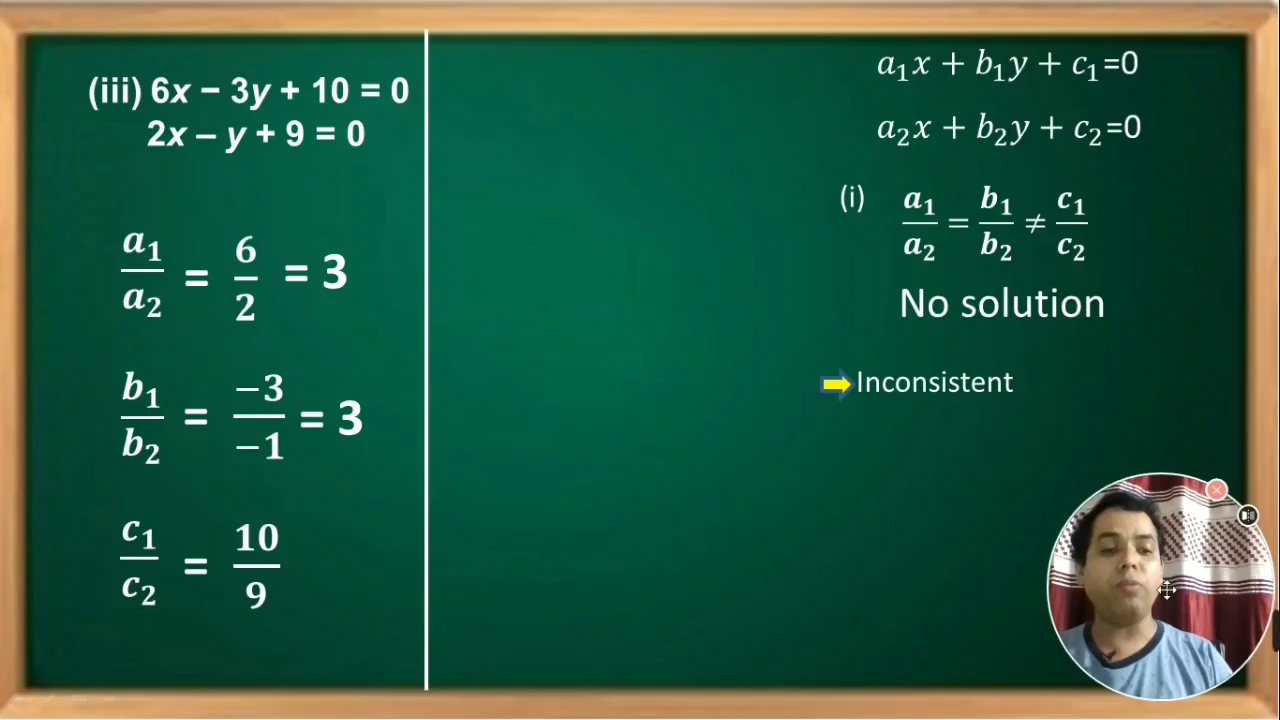 (iii) 6x − 3y + 10 = 0
2x – y + 9 = 0
a₁/a₂ = 6/2 = 3
b₁/b₂ = −3/−1 = 3
c₁/c₂ = 10/9
a₁x + b₁y + c₁=0
a₂x + b₂y + c₂=0
(i) a₁/a₂ = b₁/b₂ ≠ c₁/c₂
No solution
Inconsistent